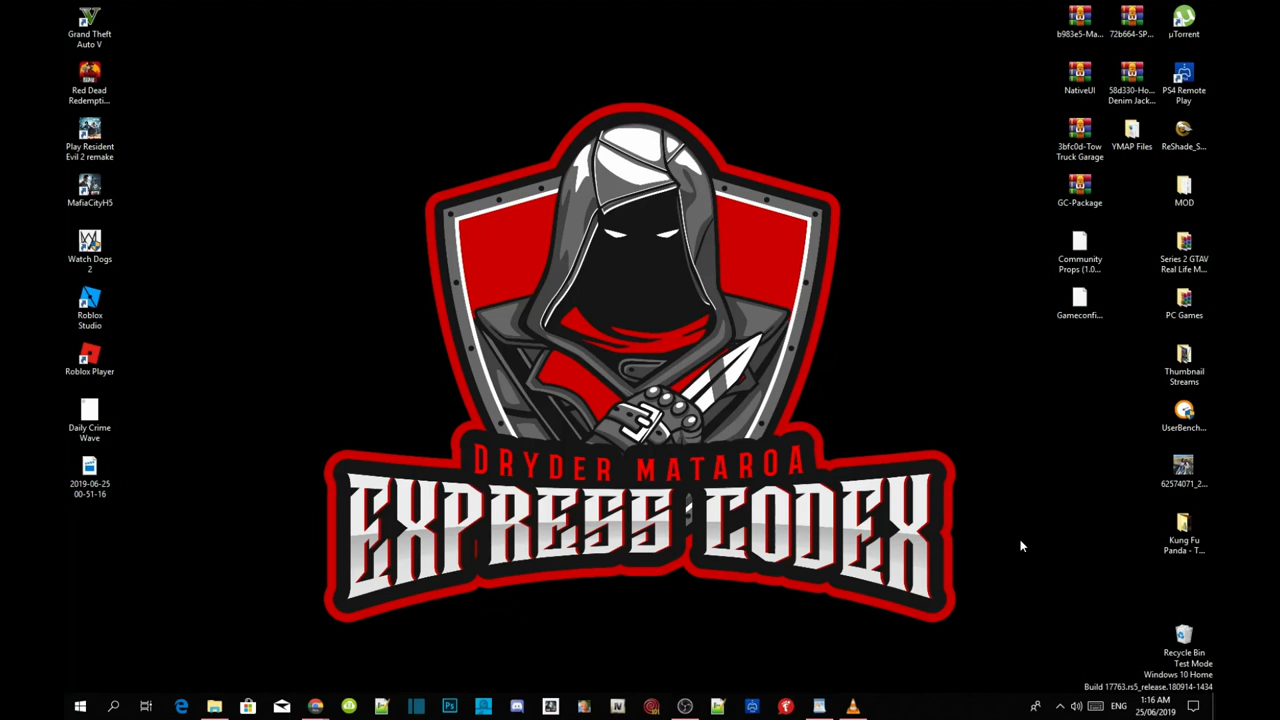 Grand Theft
Auto V
Red Dead
Redempti...
Play Resident
Evil 2 remake
MafiaCityH5
Watch Dogs
2
Roblox
Studio
Roblox Player
Daily Crime
Wave
2019-06-25
00-51-16
DRYDER MATAROA
EXPRESS CODEX
b983e5-Ma...
72b664-SP...
µTorrent
NativeUI
58d330-Ho...
Denim Jack...
PS4 Remote
Play
3bfc0d-Tow
Truck Garage
YMAP Files
ReShade_S...
GC-Package
MOD
Community
Props (1.0...
Series 2 GTAV
Real Life M...
Gameconfi...
PC Games
Thumbnail
Streams
UserBench...
62574071_2...
Kung Fu
Panda - T...
Recycle Bin
Test Mode
Windows 10 Home
Build 17763.rs5_release.180914-1434
ENG
1:16 AM
25/06/2019
Ps
IV